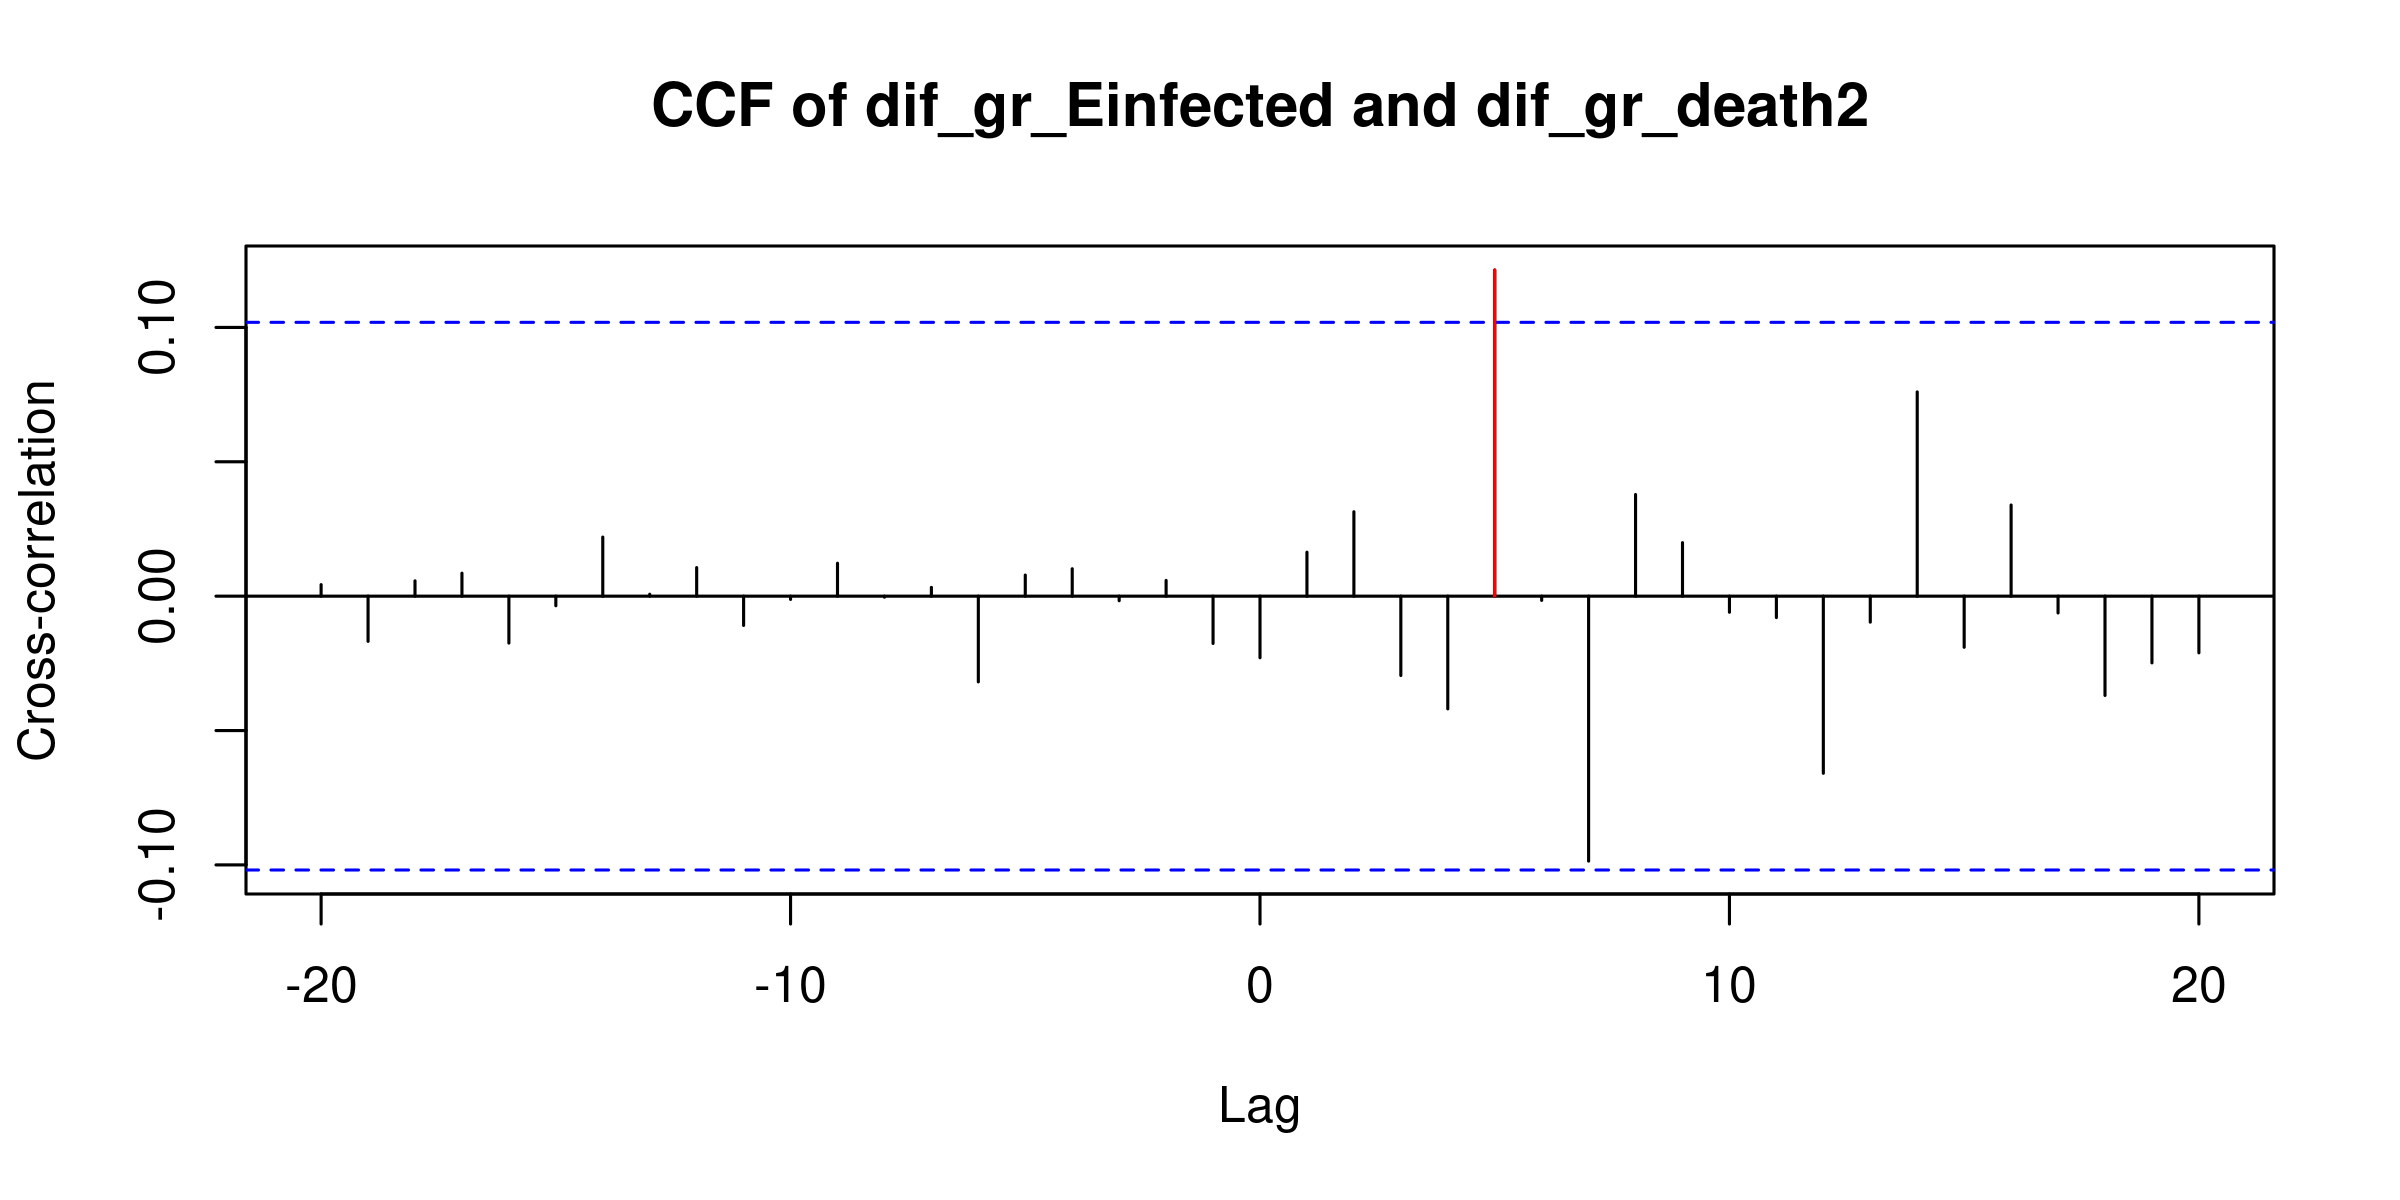 CCF of dif_gr_Einfected and dif_gr_death2
Cross-correlation
0.10
0.00
-0.10
-20 -10 0 10 20
Lag